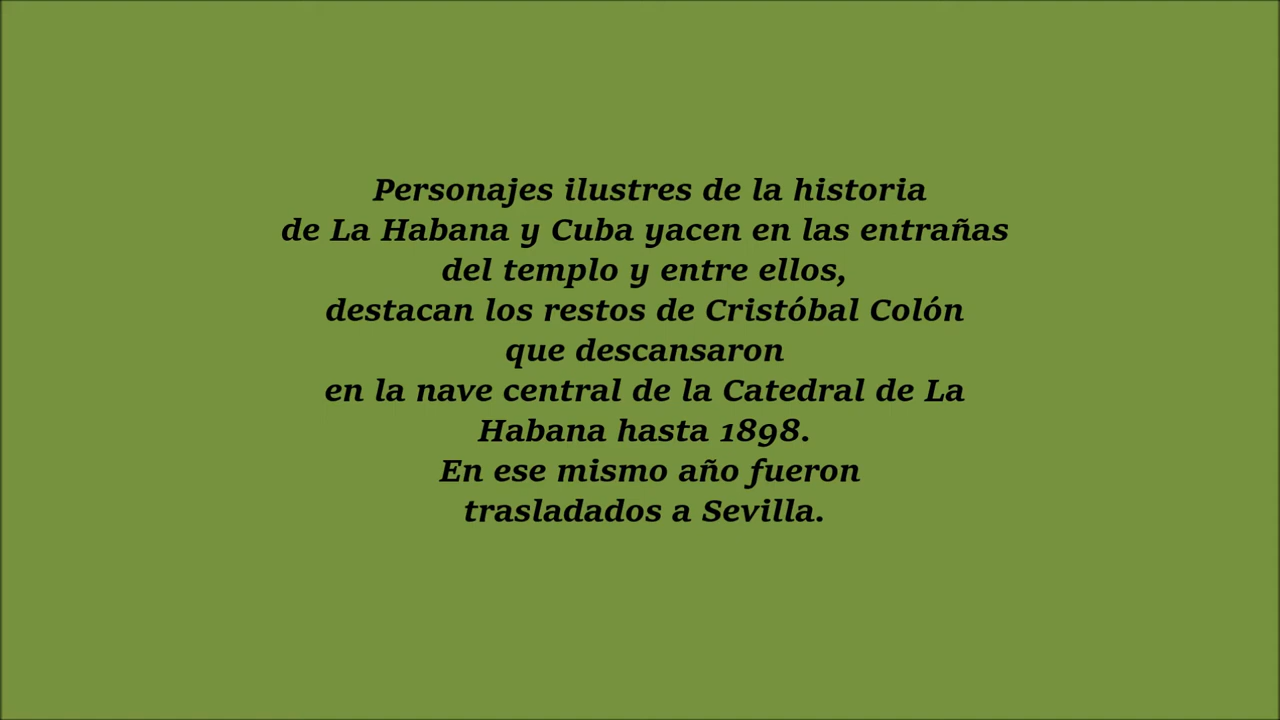 Personajes ilustres de la historia
de La Habana y Cuba yacen en las entrañas
del templo y entre ellos,
destacan los restos de Cristóbal Colón
que descansaron
en la nave central de la Catedral de La
Habana hasta 1898.
En ese mismo año fueron
trasladados a Sevilla.